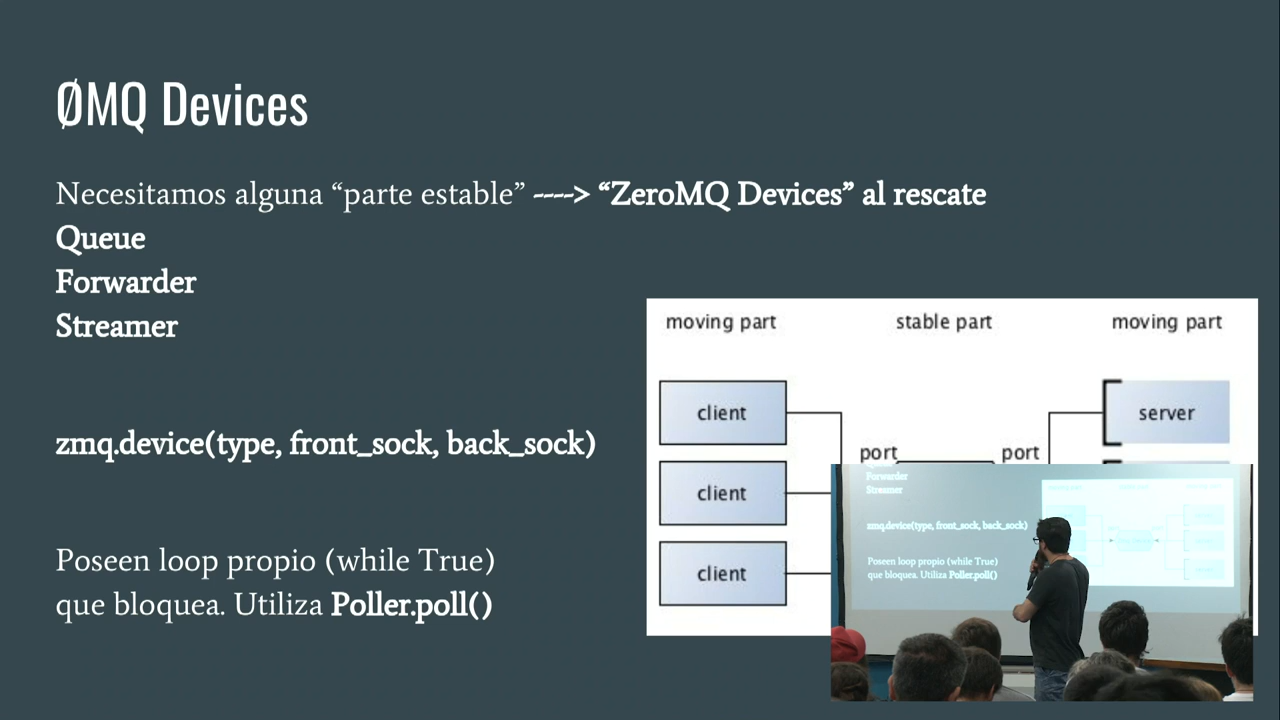 ØMQ Devices
Necesitamos alguna “parte estable” ----> “ZeroMQ Devices” al rescate
Queue
Forwarder
Streamer
zmq.device(type, front_sock, back_sock)
Poseen loop propio (while True)
que bloquea. Utiliza Poller.poll()
moving part stable part moving part
client server
port port
client
client
Forwarder
Streamer
zmq.device(type, front_sock, back_sock)
Poseen loop propio (while True)
que bloquea. Utiliza Poller.poll()